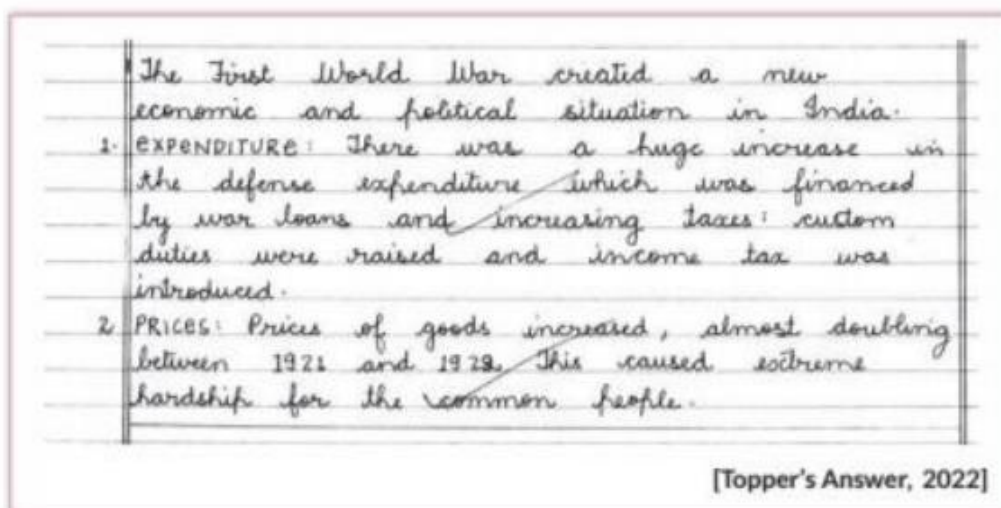 The First World War created a new
economic and political situation in India.
1. EXPENDITURE: There was a huge increase in
the defense expenditure which was financed
by war loans and increasing taxes: custom
duties were raised and income tax was
introduced.
2. PRICES: Prices of goods increased, almost doubling
between 1921 and 1922. This caused extreme
hardship for the common people.
[Topper's Answer, 2022]